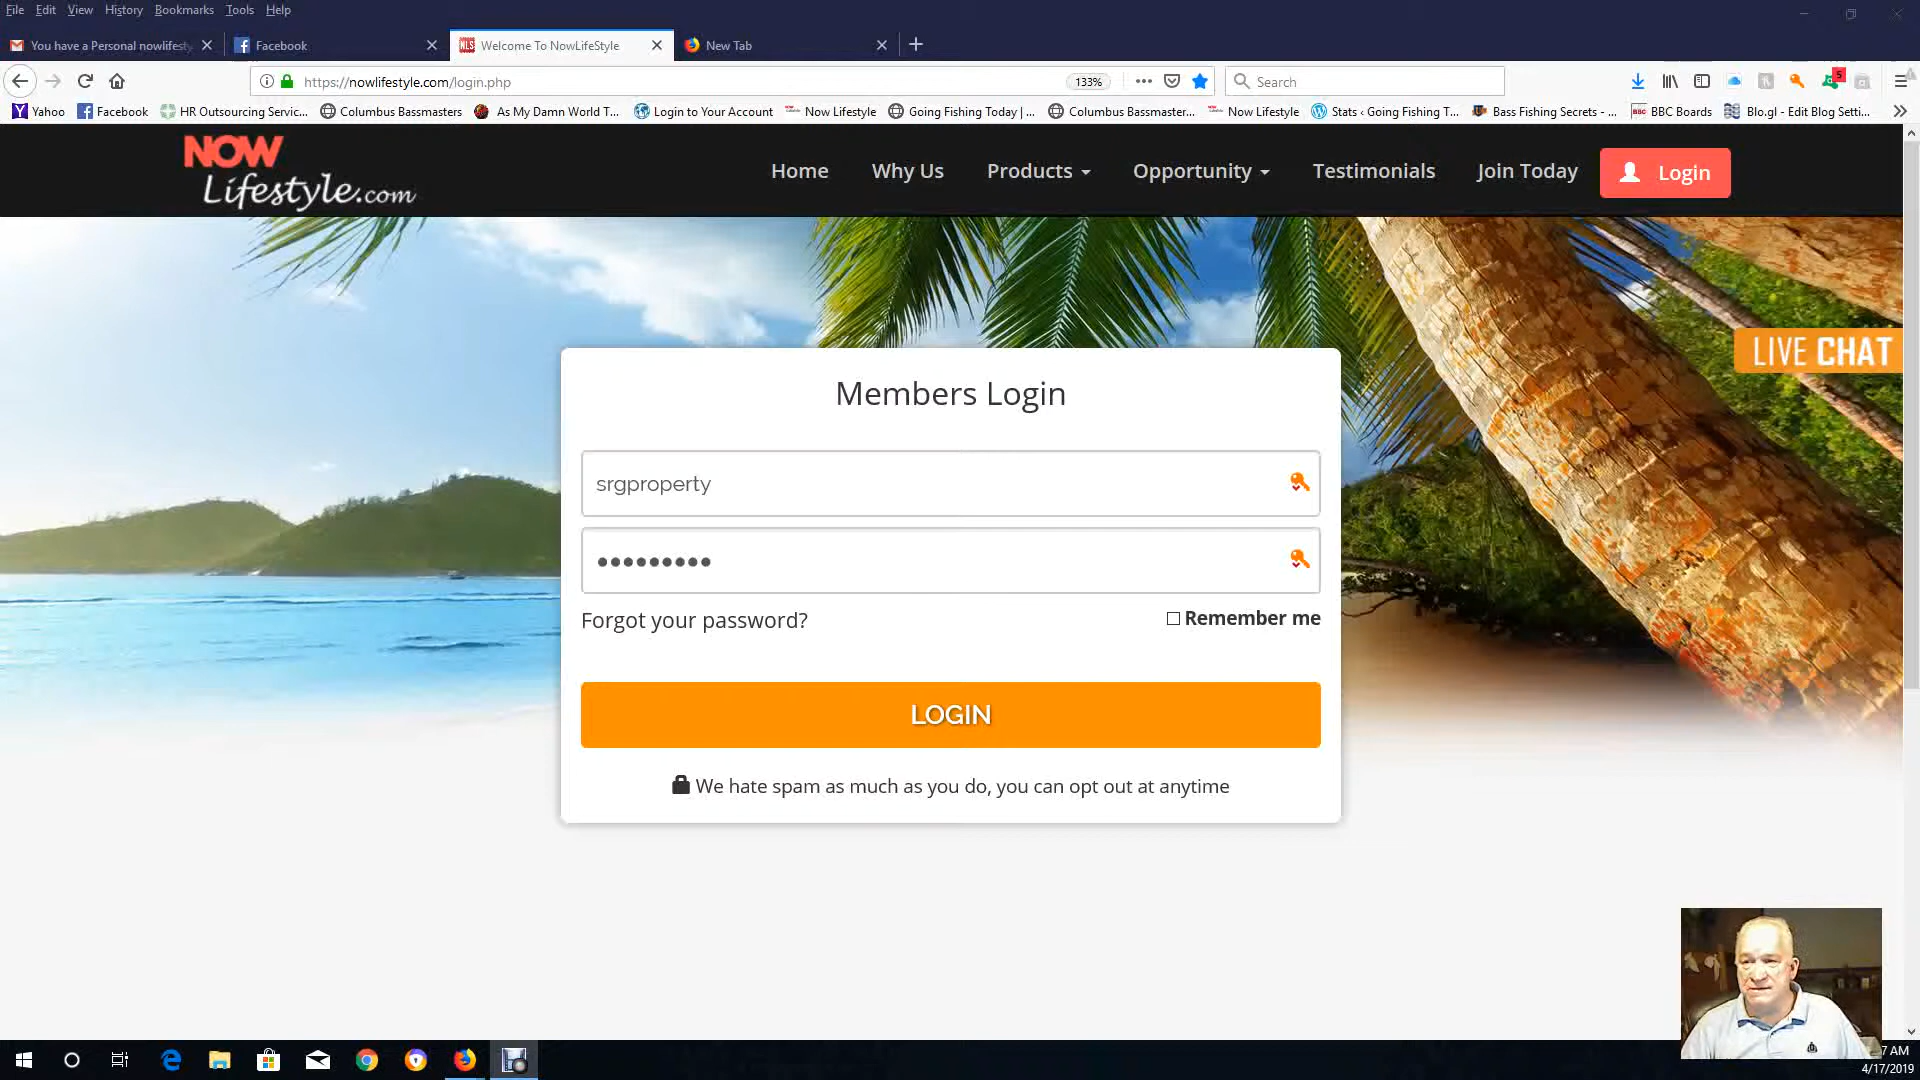 File Edit View History Bookmarks Tools Help
You have a Personal nowlifesty
Facebook
NLS Welcome To NowLifeStyle
New Tab
https://nowlifestyle.com/login.php
133%
Search
5
Yahoo
Facebook
HR Outsourcing Servic...
Columbus Bassmasters
As My Damn World T...
Login to Your Account
Now Lifestyle
Going Fishing Today | ...
Columbus Bassmaster...
Now Lifestyle
Stats ‹ Going Fishing T...
Bass Fishing Secrets - ...
BBC BBC Boards
Blo.gl - Edit Blog Setti...
NOW
Lifestyle.com
Home Why Us Products Opportunity Testimonials Join Today Login
LIVE CHAT
Members Login
srgproperty
Forgot your password?
Remember me
LOGIN
We hate spam as much as you do, you can opt out at anytime
7 AM
4/17/2019